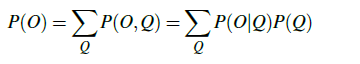 P(O) = ∑_Q P(O,Q) = ∑_Q P(O|Q)P(Q)